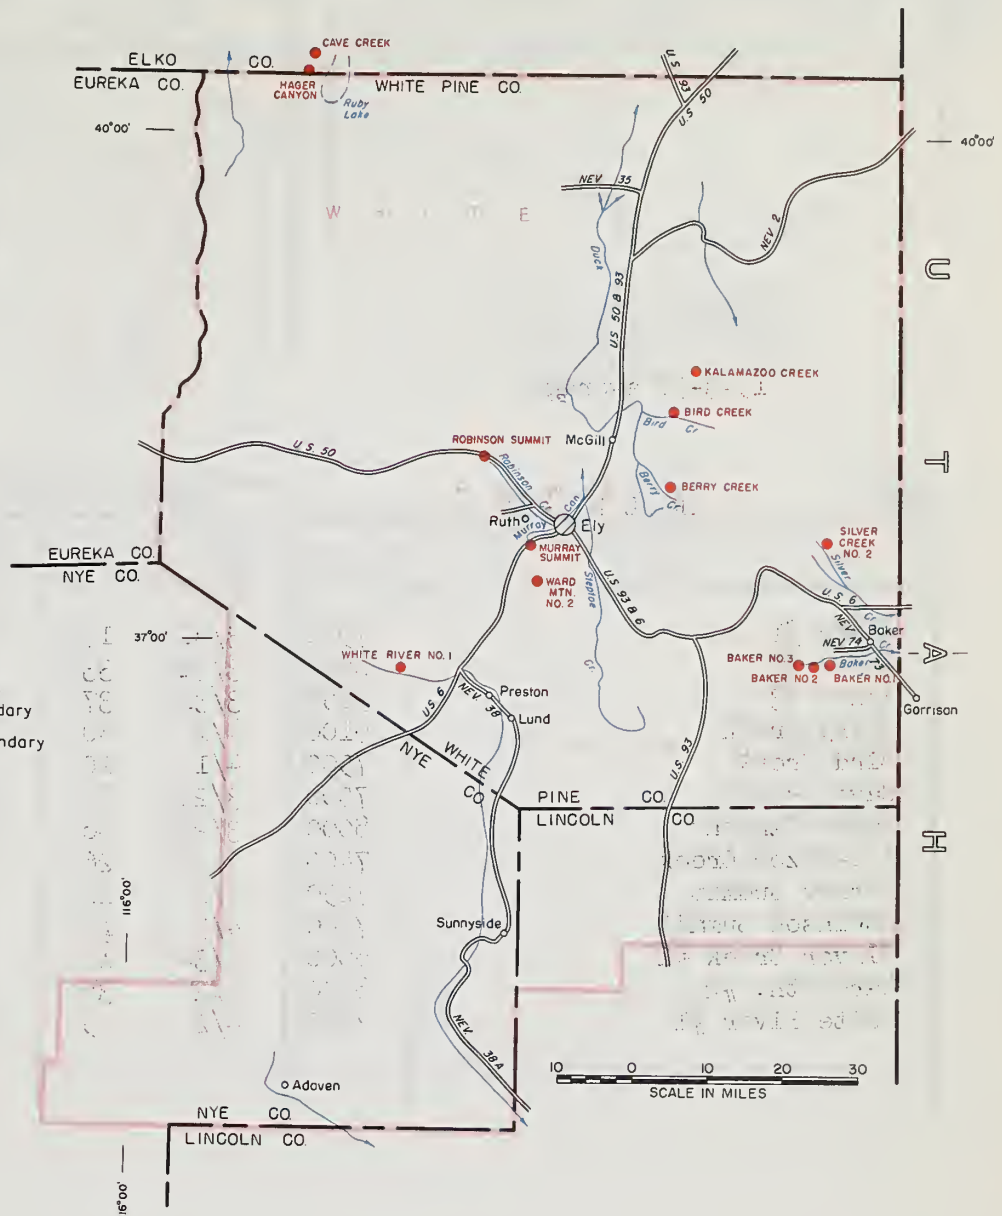 CAVE CREEK
ELKO CO.
EUREKA CO.
HAGER
CANYON
WHITE PINE CO.
Ruby
Lake
U.S. 93
U.S. 50
40°00'
40°00'
NEV 35
NEV 2
W I T E
Duck
Cr
U.S. 50 & 93
U
T
A
H
KALAMAZOO CREEK
BIRD CREEK
Bird Cr
McGill
U.S. 50
ROBINSON SUMMIT
Robinson
Cr
Berry
Cr
BERRY CREEK
Ruth
Murray
Can
Ely
MURRAY
SUMMIT
SILVER
CREEK
NO. 2
Silver
Cr
EUREKA CO.
NYE CO.
WARD
MTN.
NO. 2
Steptoe
Cr
U.S. 93 & 6
U.S. 6
NEV
73
Baker
NEV 74
37°00'
WHITE RIVER NO. 1
BAKER NO. 3
Baker
Cr
BAKER NO. 2
BAKER NO. 1
Garrison
U.S. 6
NEV. 38
Preston
Lund
dary
ndary
NYE
WHITE
CO
U.S. 93
PINE CO.
LINCOLN CO
116°00'
Sunnyside
NEV. 38A
10 0 10 20 30
SCALE IN MILES
Adaven
NYE CO.
LINCOLN CO.
16°00'